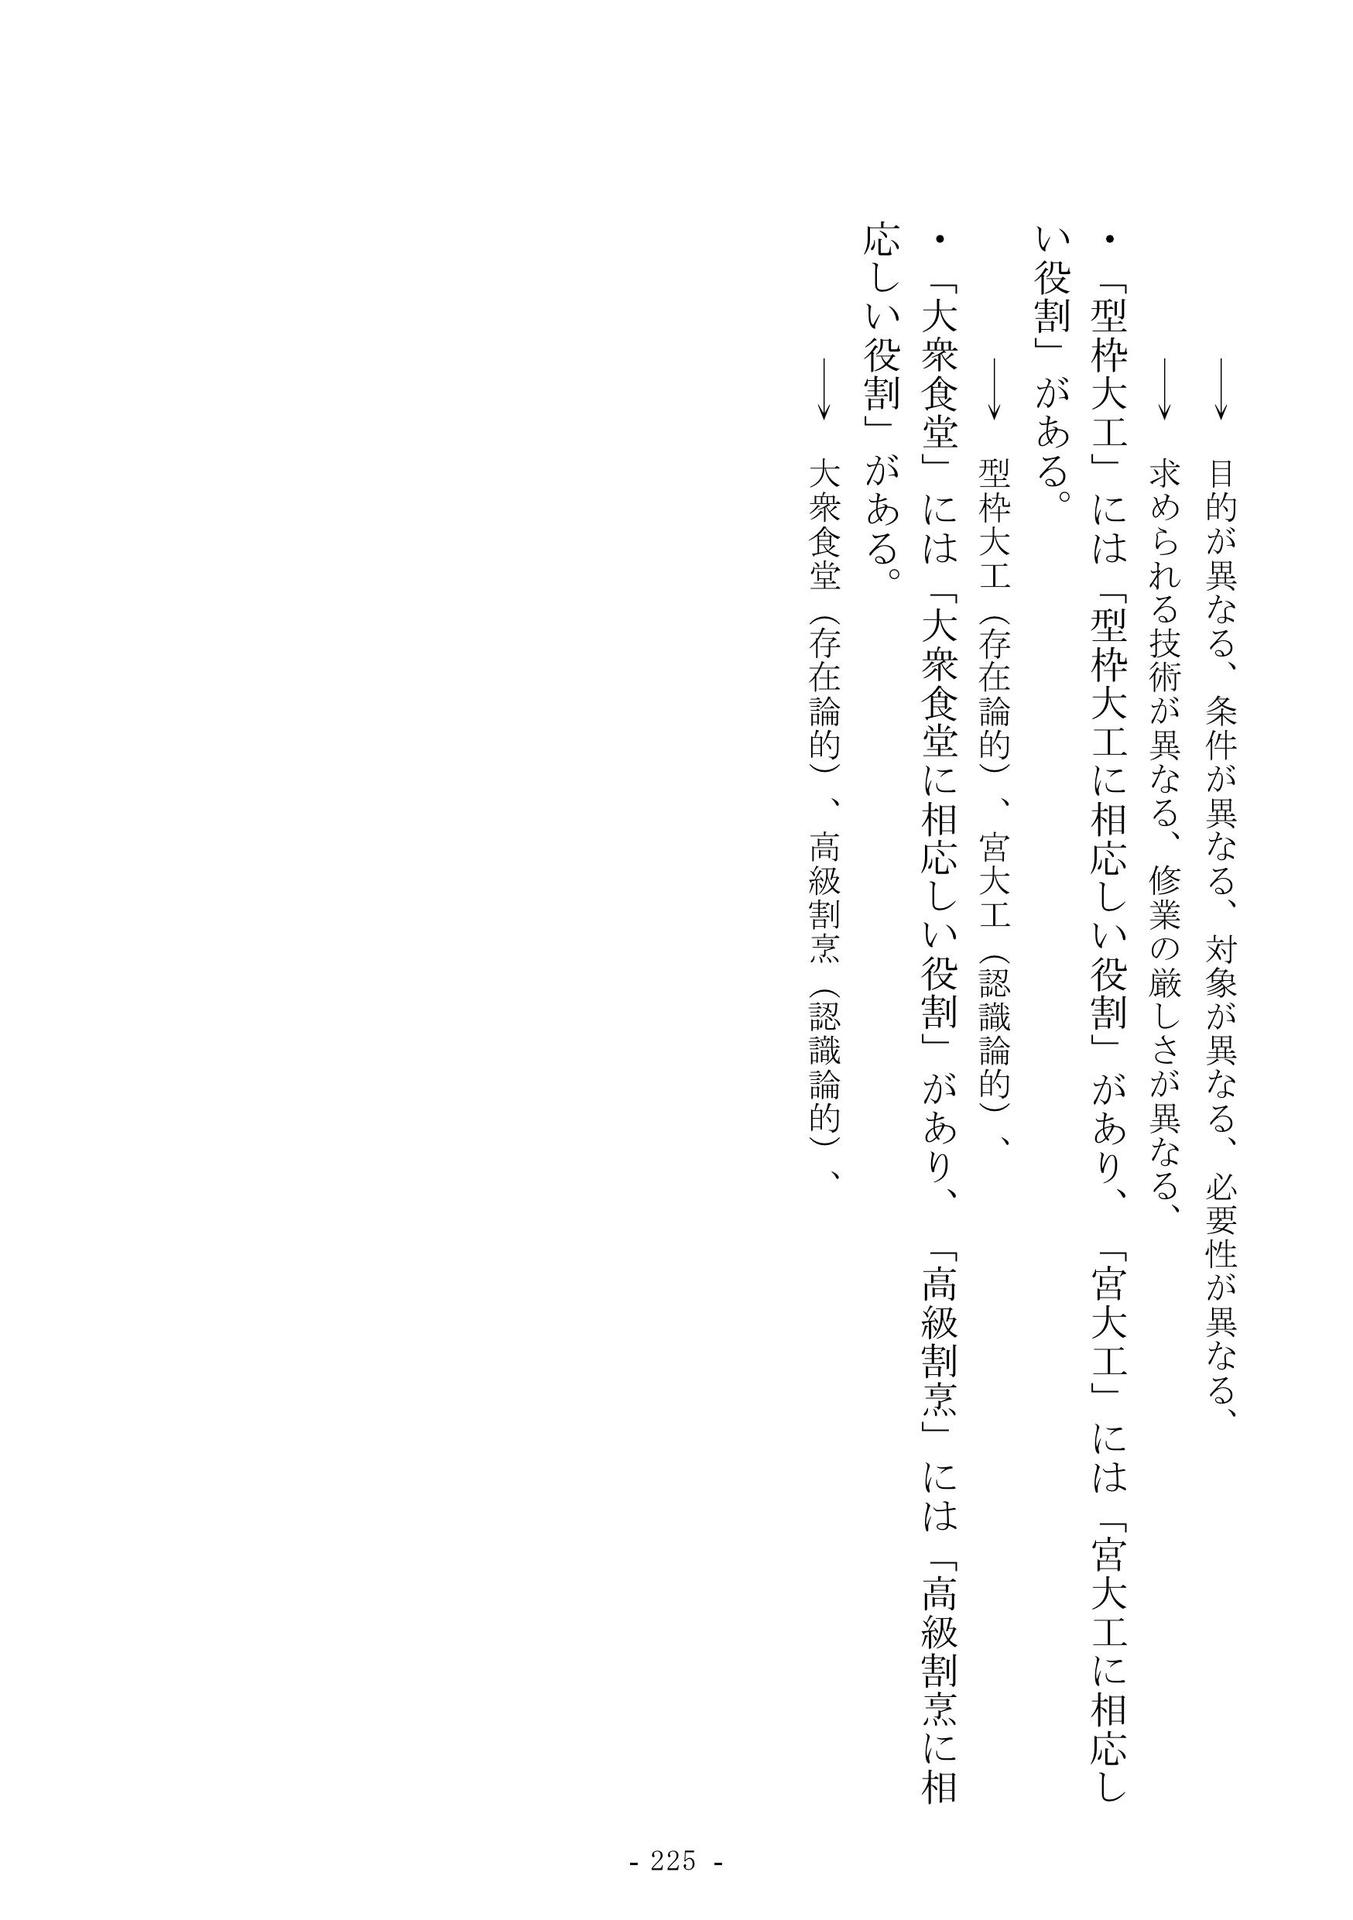 → 目的が異なる、条件が異なる、対象が異なる、必要性が異なる、
→ 求められる技術が異なる、修業の厳しさが異なる、
・「型枠大工」には「型枠大工に相応しい役割」があり、「宮大工」には「宮大工に相応し
い役割」がある。
→ 型枠大工（存在論的）、宮大工（認識論的）、
・「大衆食堂」には「大衆食堂に相応しい役割」があり、「高級割烹」には「高級割烹に相
応しい役割」がある。
→ 大衆食堂（存在論的）、高級割烹（認識論的）、
- 225 -